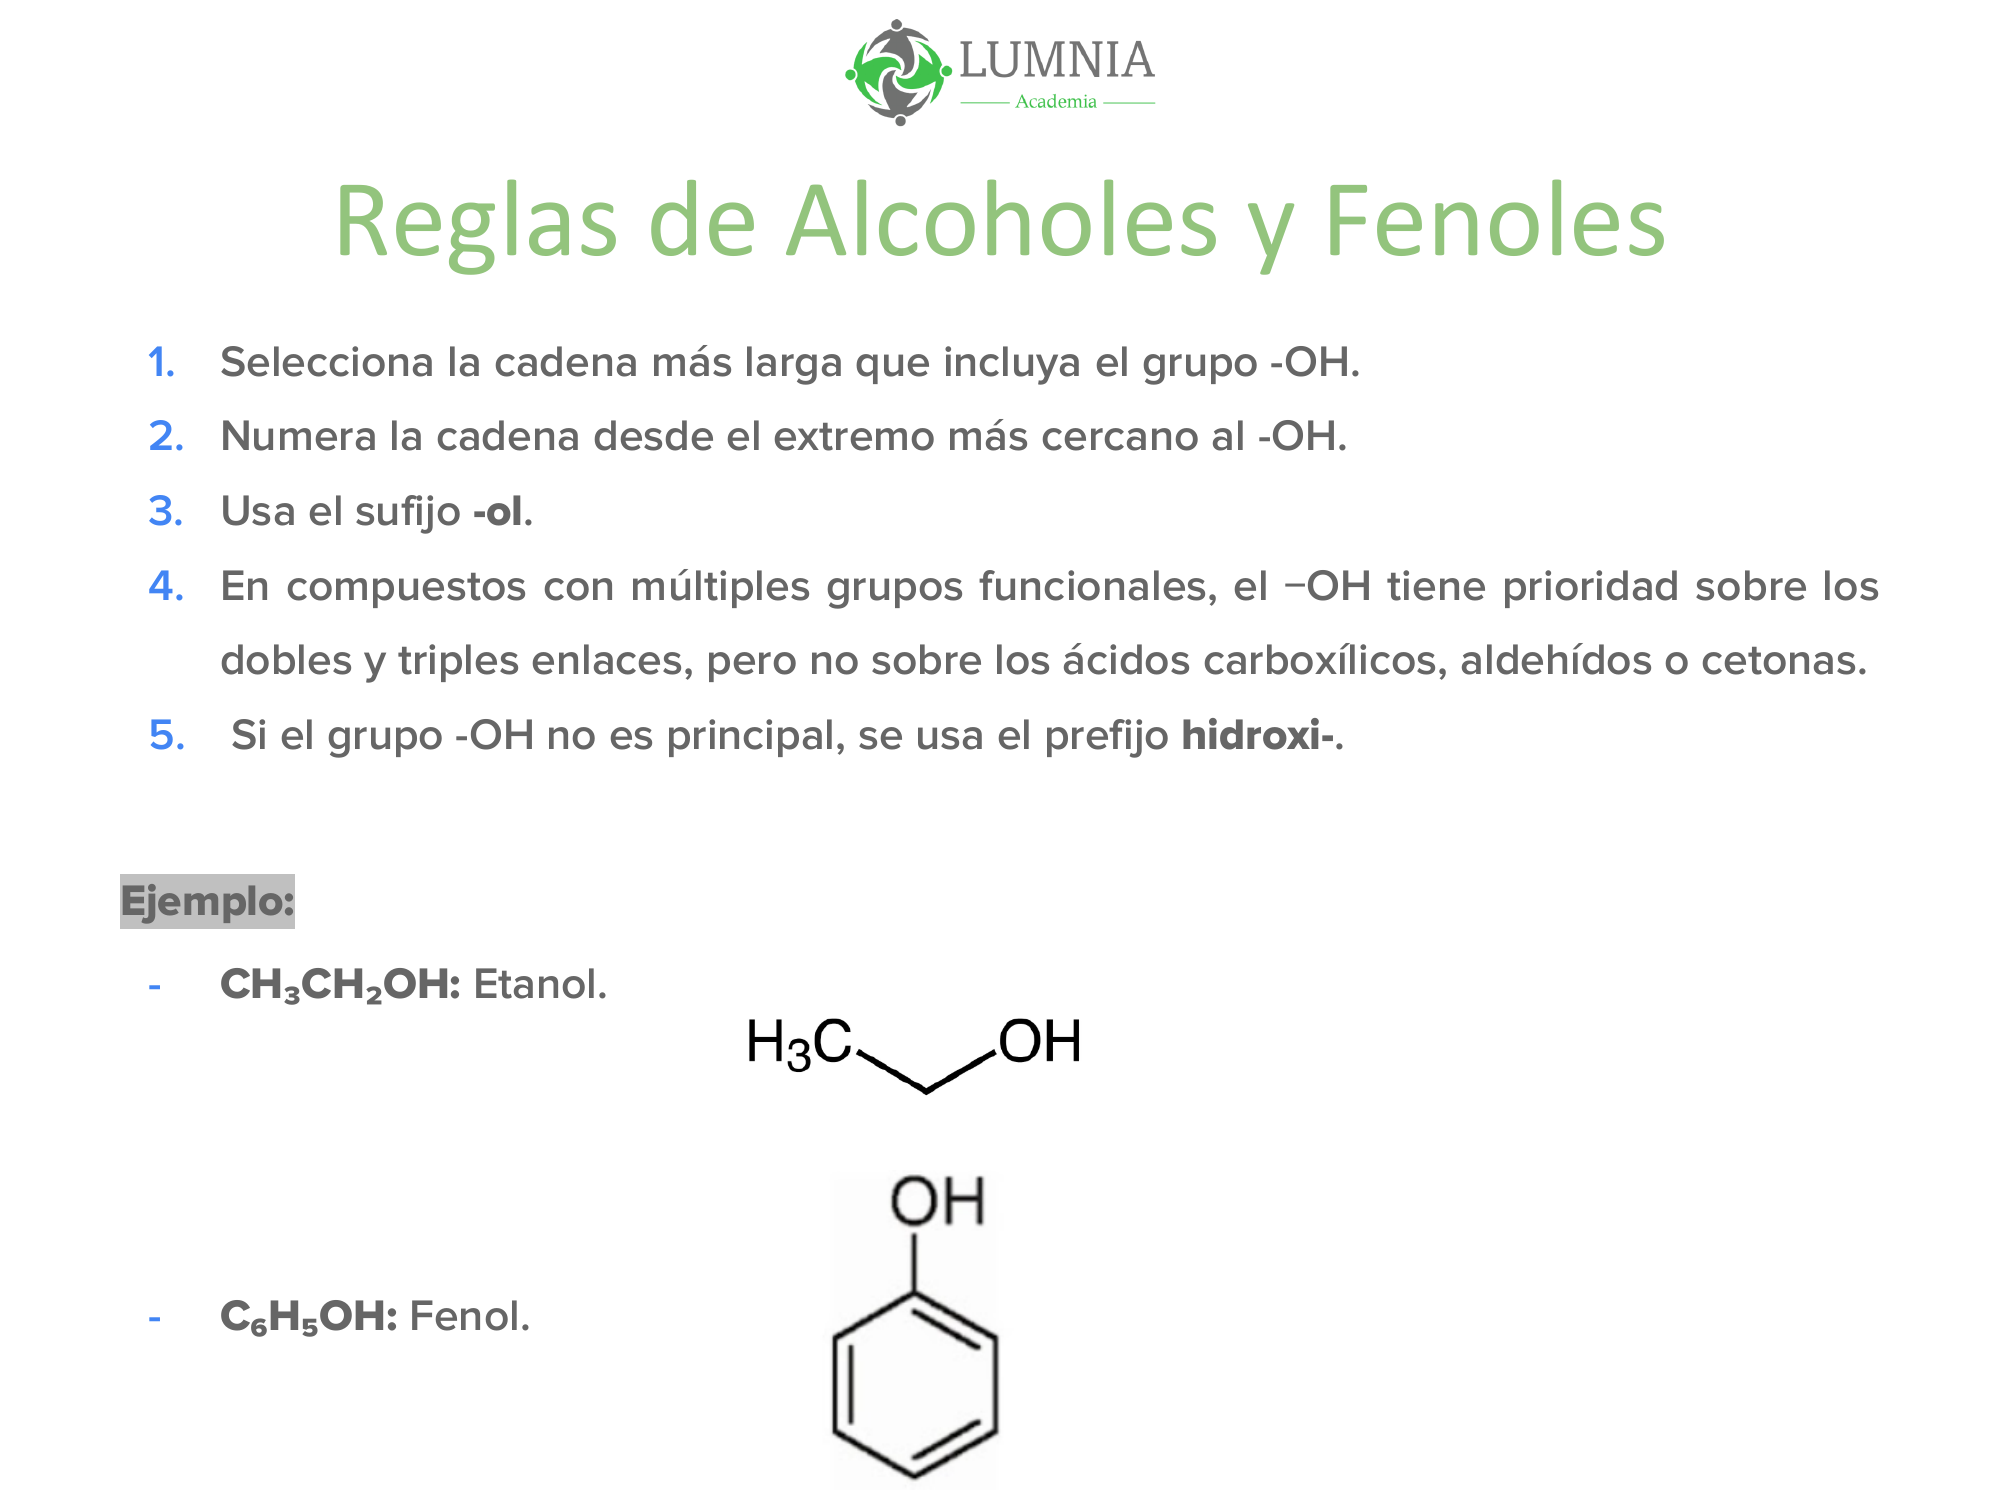 LUMNIA
Academia
Reglas de Alcoholes y Fenoles
1. Selecciona la cadena más larga que incluya el grupo -OH.
2. Numera la cadena desde el extremo más cercano al -OH.
3. Usa el sufijo -ol.
4. En compuestos con múltiples grupos funcionales, el −OH tiene prioridad sobre los
dobles y triples enlaces, pero no sobre los ácidos carboxílicos, aldehídos o cetonas.
5. Si el grupo -OH no es principal, se usa el prefijo hidroxi-.
Ejemplo:
- CH₃CH₂OH: Etanol.
H₃C OH
OH
- C₆H₅OH: Fenol.